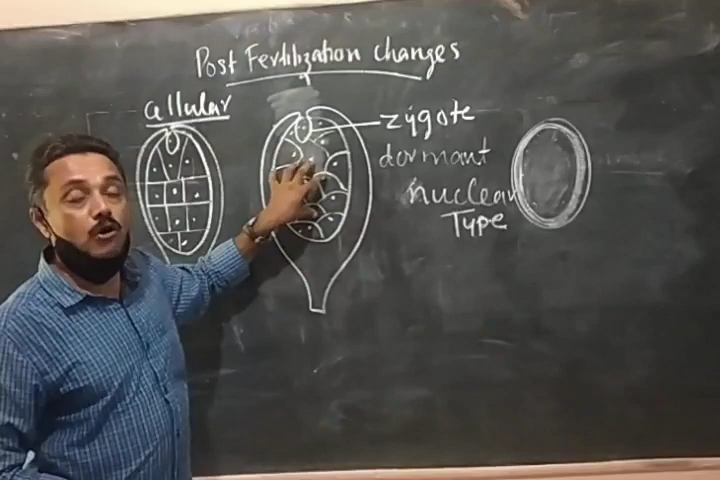 Post Fertilization Changes
cellular
zygote
dormant
nuclear
Type